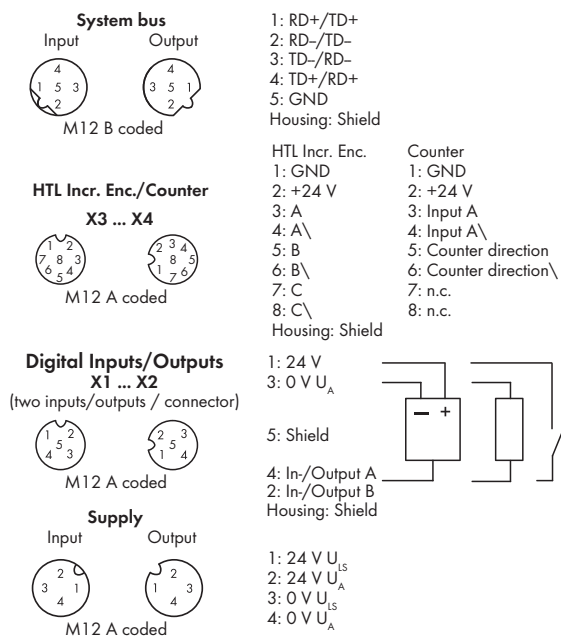 System bus
Input Output
4 4
1 5 3 3 5 1
2 2
M12 B coded
1: RD+/TD+
2: RD–/TD–
3: TD–/RD–
4: TD+/RD+
5: GND
Housing: Shield
HTL Incr. Enc./Counter
X3 ... X4
1 2 2 3 4
7 8 3 8 5
6 5 4 1 7 6
M12 A coded
HTL Incr. Enc. Counter
1: GND 1: GND
2: +24 V 2: +24 V
3: A 3: Input A
4: A\ 4: Input A\
5: B 5: Counter direction
6: B\ 6: Counter direction\
7: C 7: n.c.
8: C\ 8: n.c.
Housing: Shield
Digital Inputs/Outputs
X1 ... X2
(two inputs/outputs / connector)
1 2 2 3
5 5
4 3 1 4
M12 A coded
1: 24 V
3: 0 V U_A
– +
5: Shield
4: In-/Output A
2: In-/Output B
Housing: Shield
Supply
Input Output
2 2
3 1 1 3
4 4
M12 A coded
1: 24 V U_LS
2: 24 V U_A
3: 0 V U_LS
4: 0 V U_A